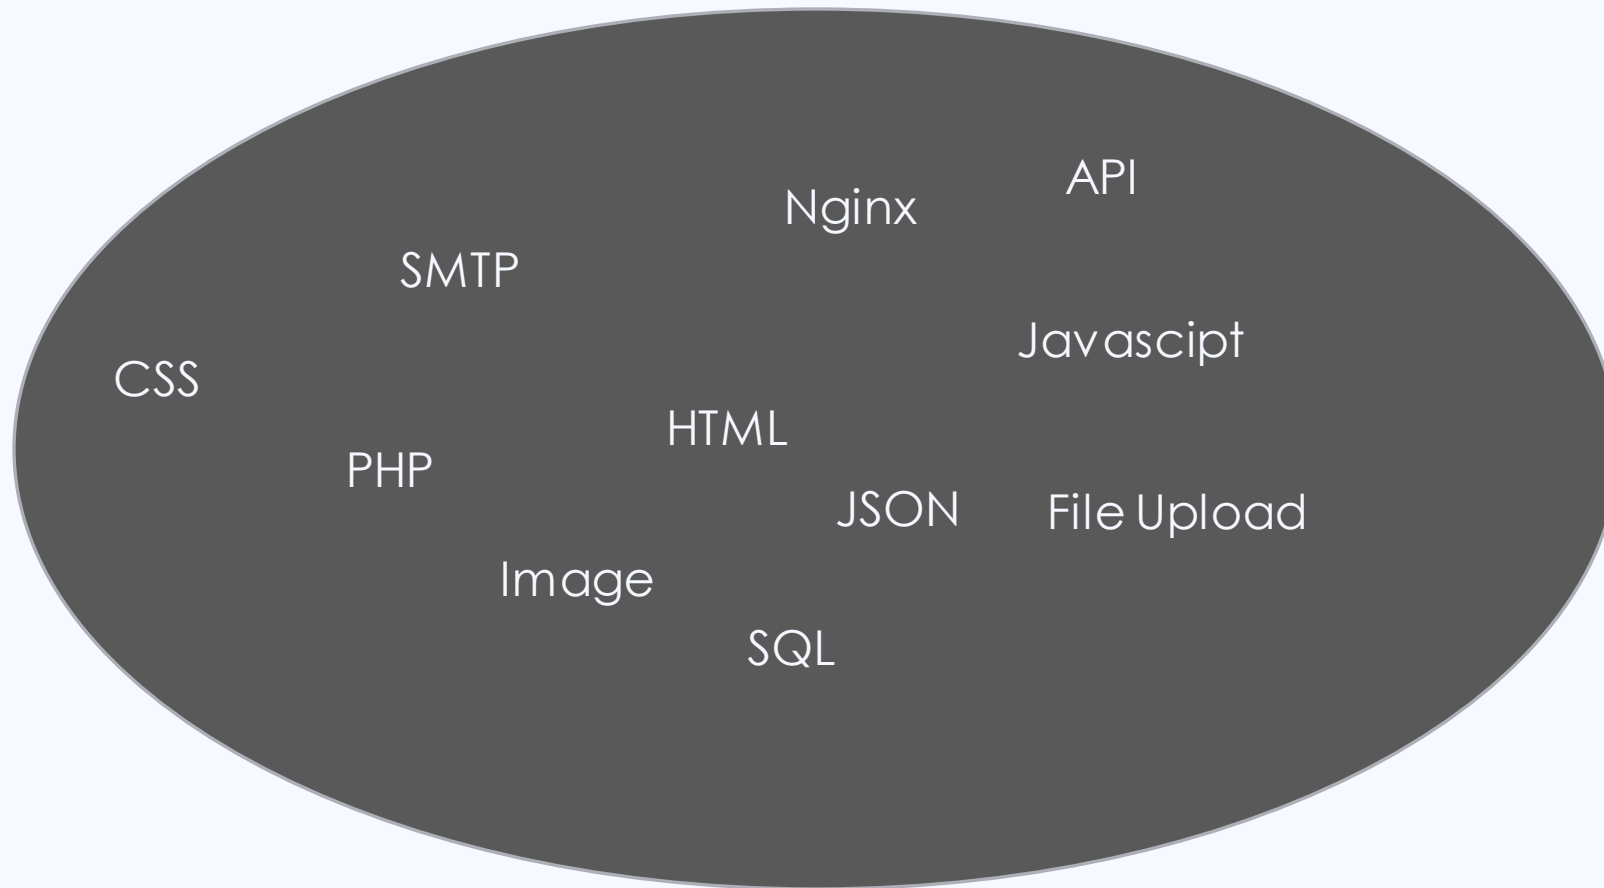 API
Nginx
SMTP
Javascipt
CSS
HTML
PHP
JSON
File Upload
Image
SQL